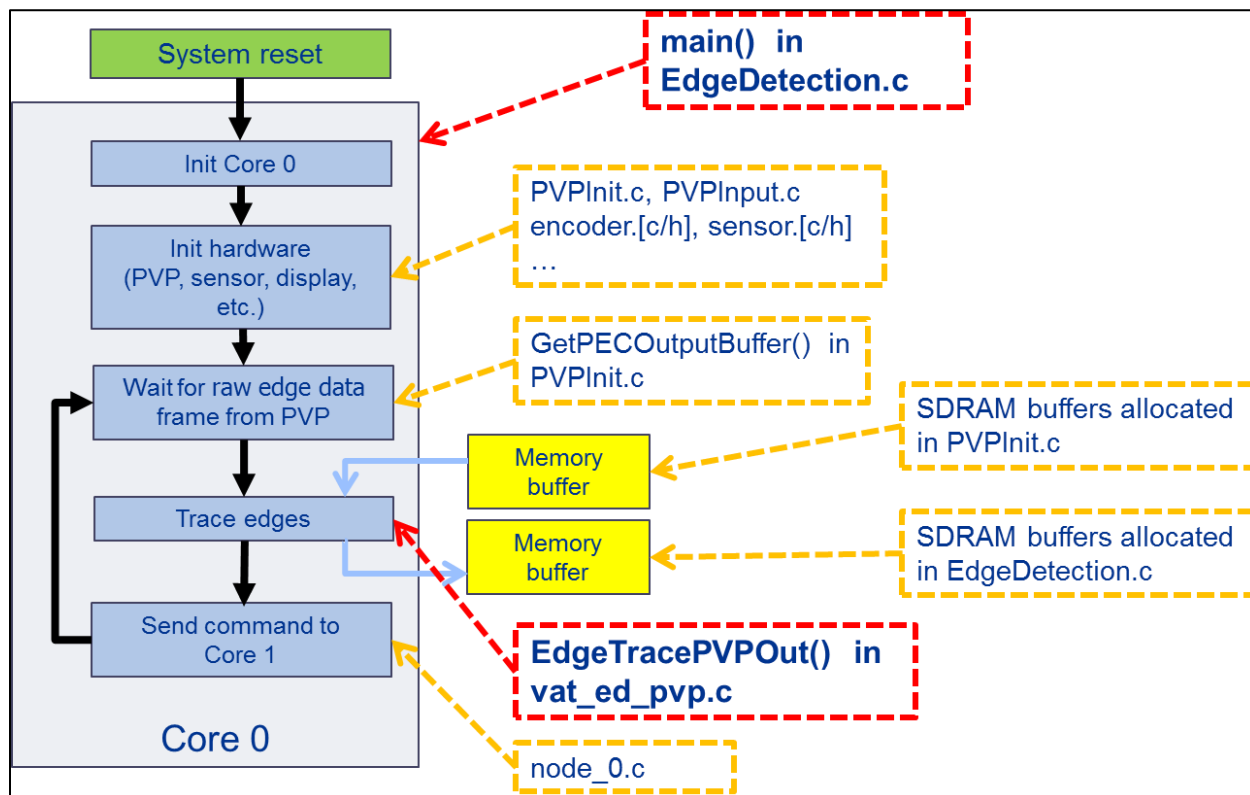 System reset
main() in
EdgeDetection.c
Init Core 0
PVPInit.c, PVPInput.c
encoder.[c/h], sensor.[c/h]
…
Init hardware
(PVP, sensor, display,
etc.)
GetPECOutputBuffer() in
PVPInit.c
Wait for raw edge data
frame from PVP
SDRAM buffers allocated
in PVPInit.c
Memory
buffer
Trace edges
Memory
buffer
SDRAM buffers allocated
in EdgeDetection.c
Send command to
Core 1
EdgeTracePVPOut() in
vat_ed_pvp.c
Core 0
node_0.c